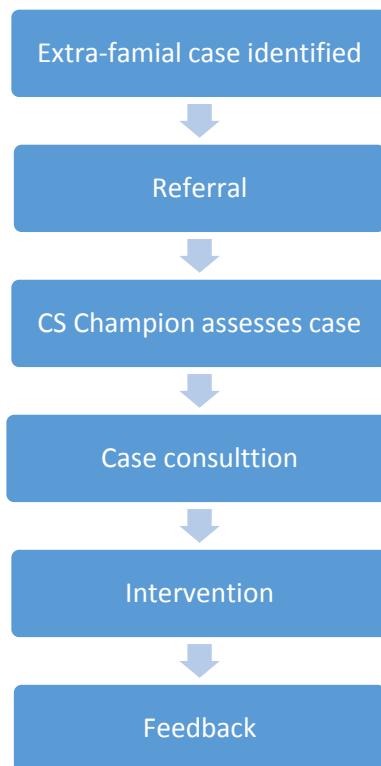 Extra-famial case identified
Referral
CS Champion assesses case
Case consulttion
Intervention
Feedback